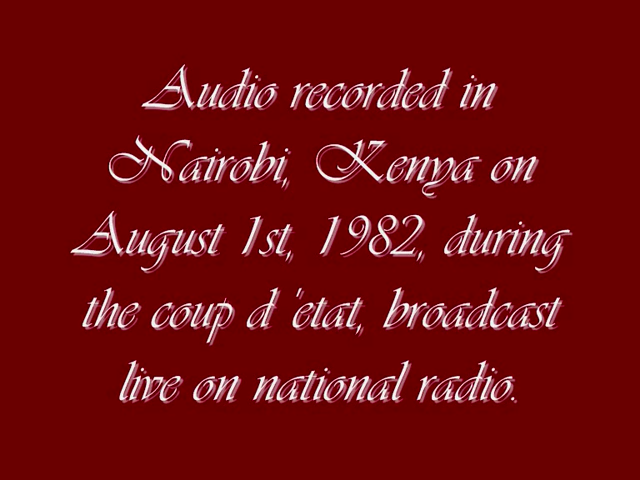 Audio recorded in
Nairobi, Kenya on
August 1st, 1982, during
the coup d 'etat, broadcast
live on national radio.